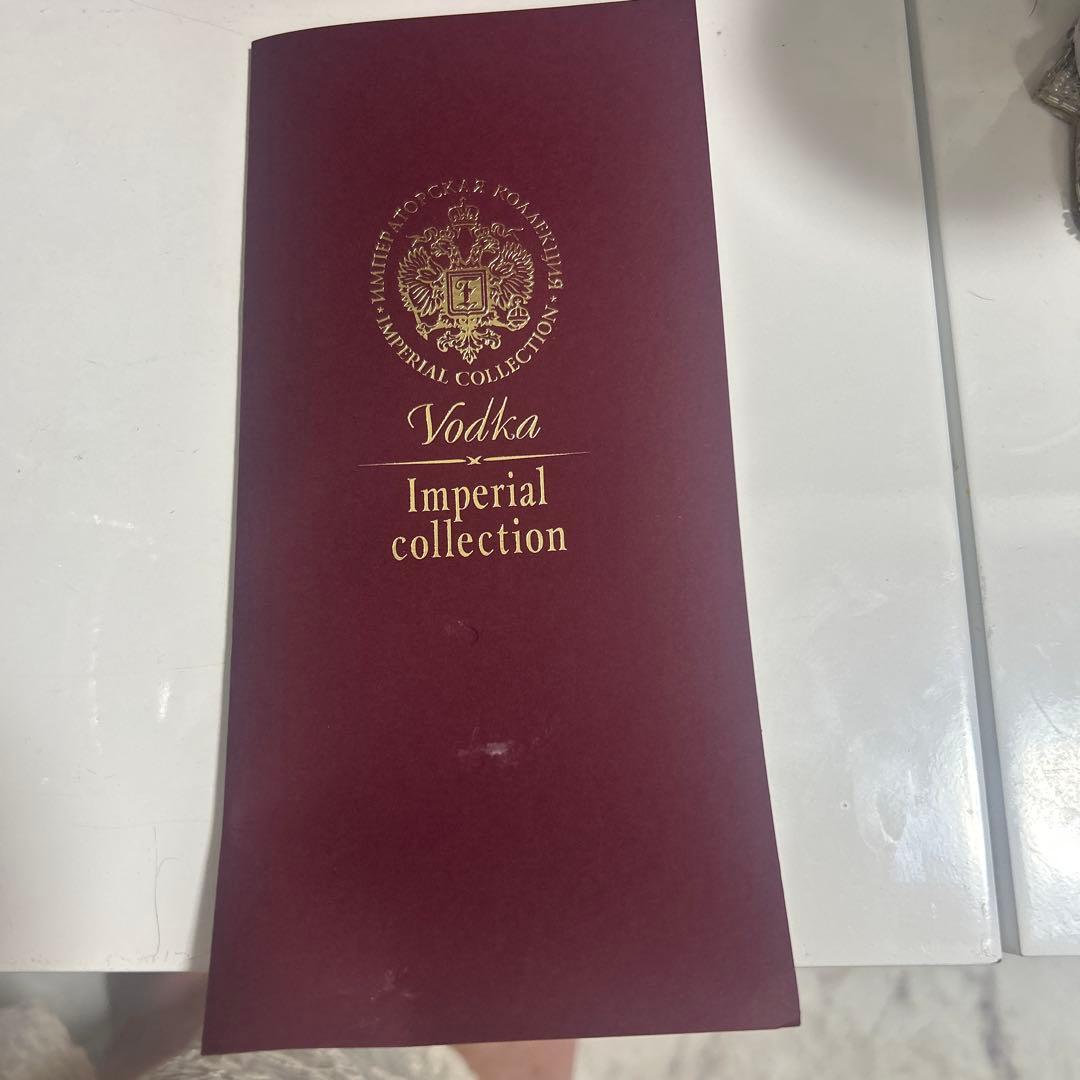 ИМПЕРАТОРСКАЯ КОЛЛЕКЦИЯ
IMPERIAL COLLECTION
Vodka
Imperial
collection